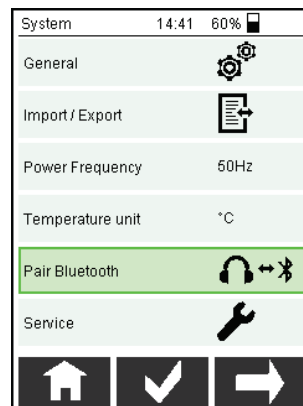 System 14:41 60%
General
Import / Export
Power Frequency 50Hz
Temperature unit °C
Pair Bluetooth
Service